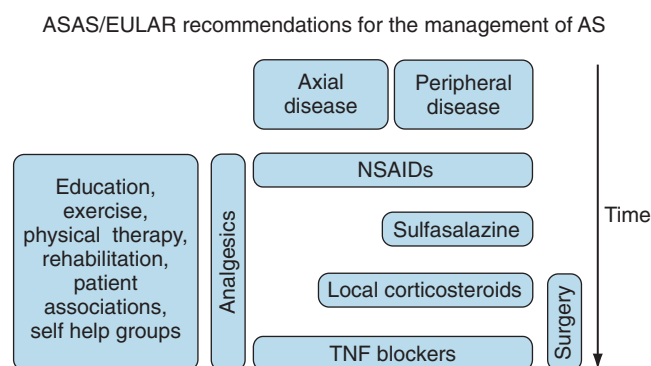 ASAS/EULAR recommendations for the management of AS
Axial
disease
Peripheral
disease
NSAIDs
Education,
exercise,
physical therapy,
rehabilitation,
patient
associations,
self help groups
Analgesics
Sulfasalazine
Time
Local corticosteroids
Surgery
TNF blockers